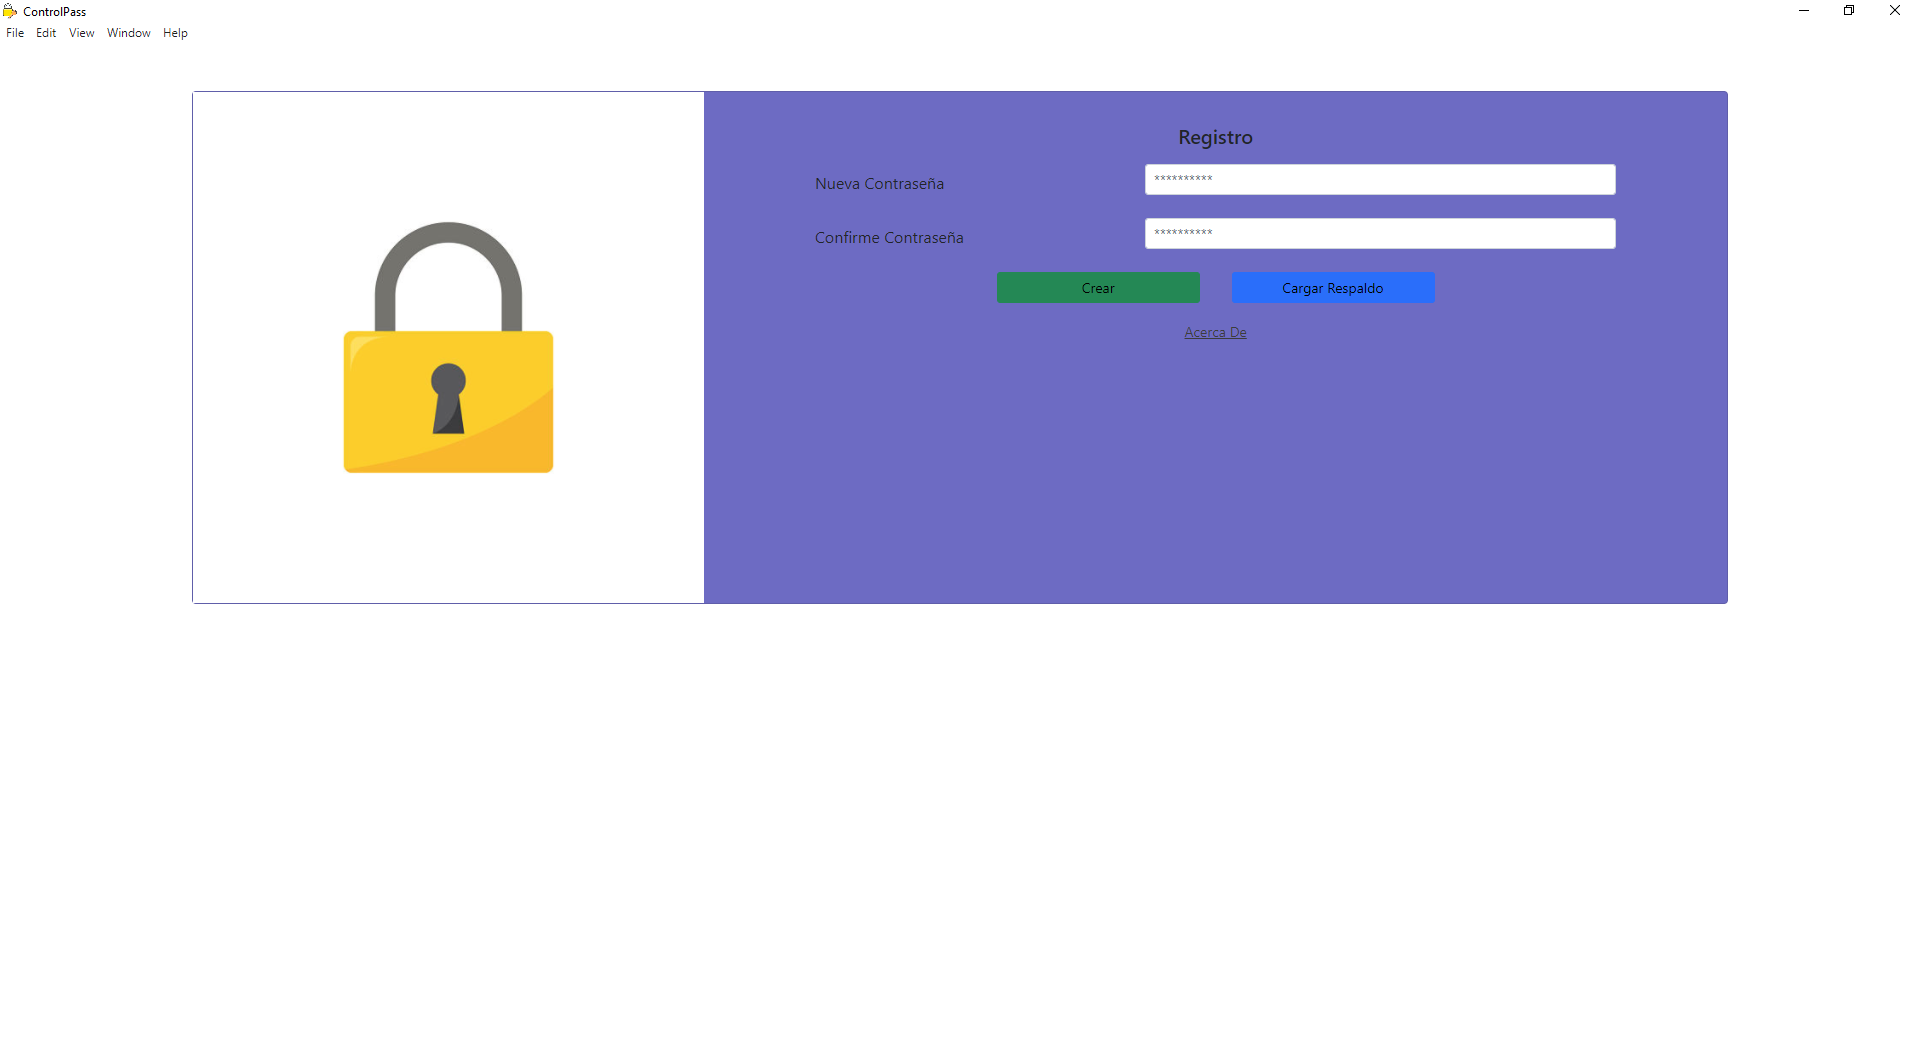 ControlPass
File Edit View Window Help
Registro
Nueva Contraseña **********
Confirme Contraseña **********
Crear Cargar Respaldo
Acerca De